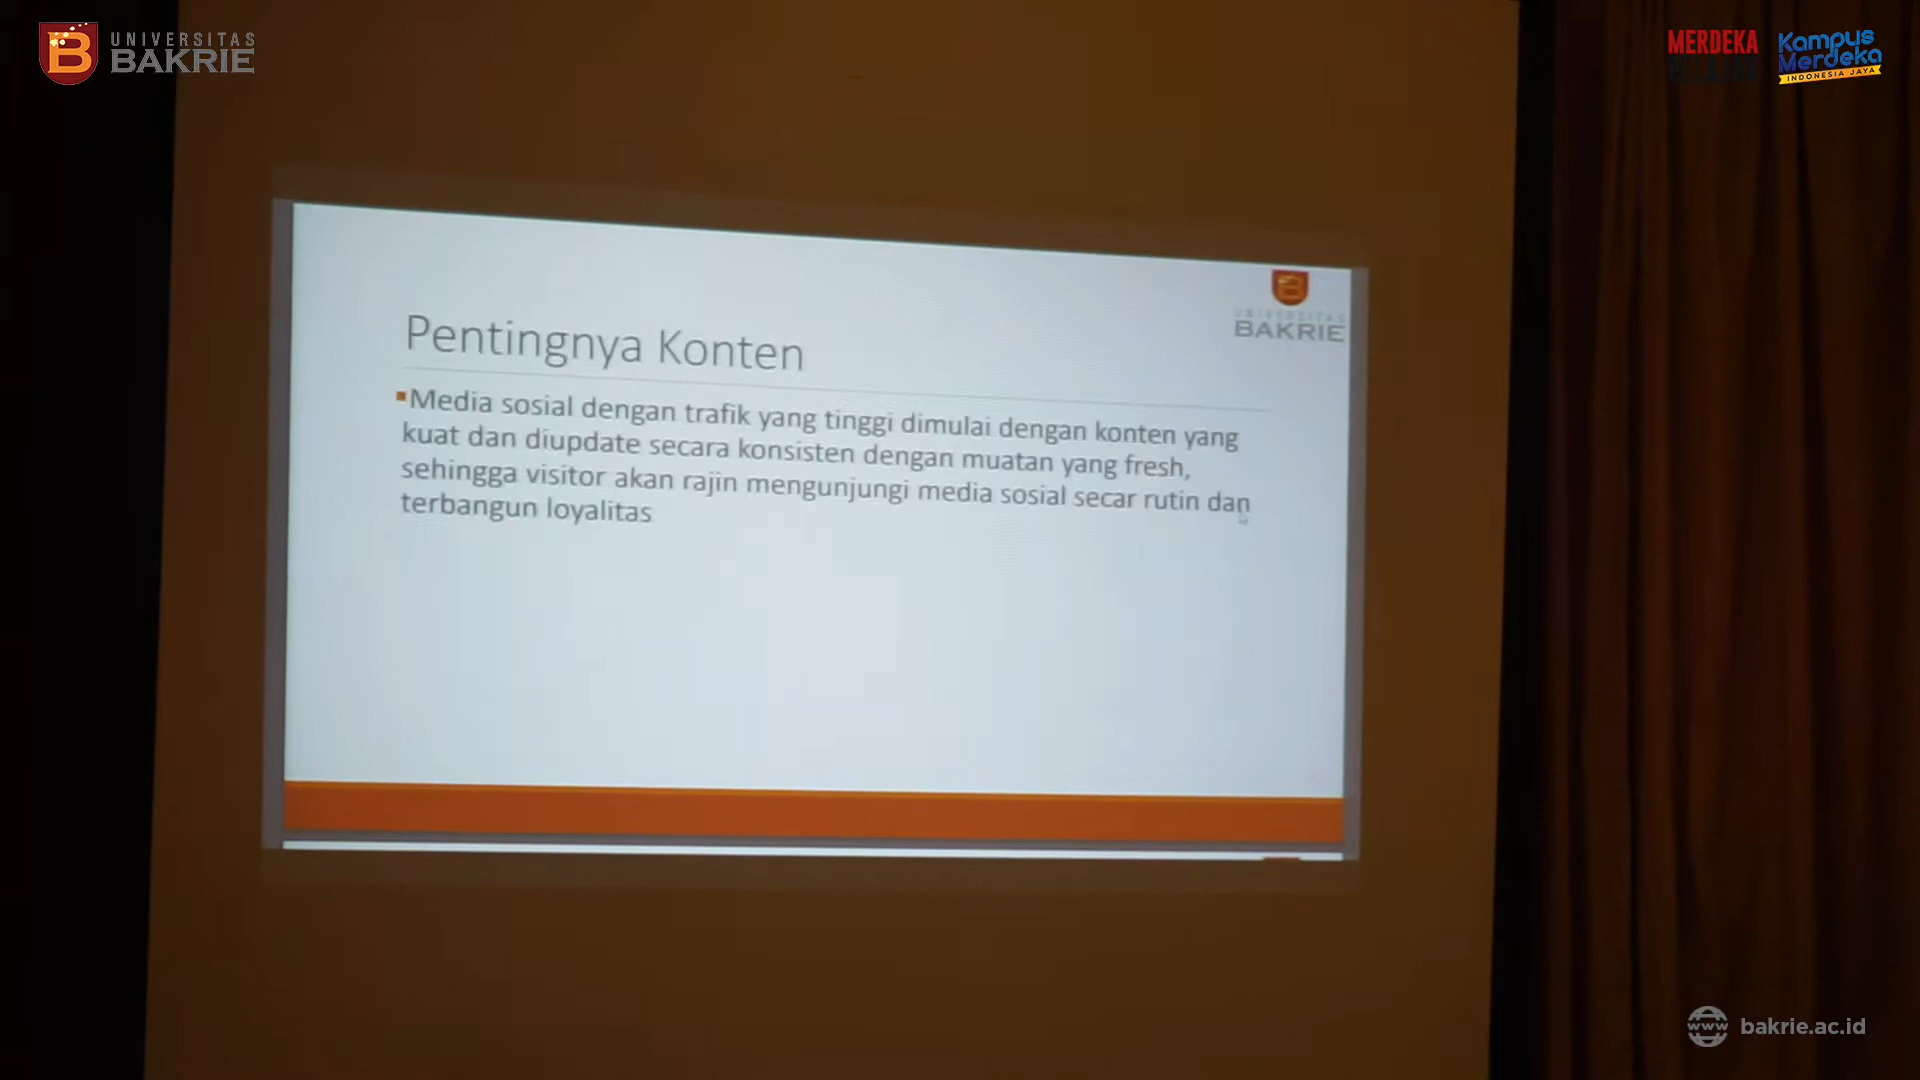 UNIVERSITAS
BAKRIE
MERDEKA
Kampus
Merdeka
INDONESIA JAYA
BAKRIE
Pentingnya Konten
Media sosial dengan trafik yang tinggi dimulai dengan konten yang
kuat dan diupdate secara konsisten dengan muatan yang fresh,
sehingga visitor akan rajin mengunjungi media sosial secar rutin dan
terbangun loyalitas
www
bakrie.ac.id